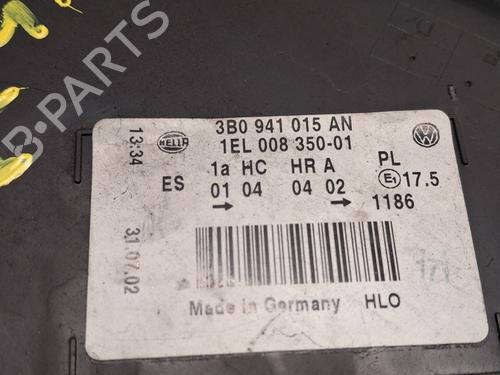 B-PARTS
HELLA
3B0 941 015 AN
1EL 008 350-01
13:34
31.07.02
ES
1a HC HR A PL
01 04 04 02 E1 17.5
1186
Made in Germany HLO